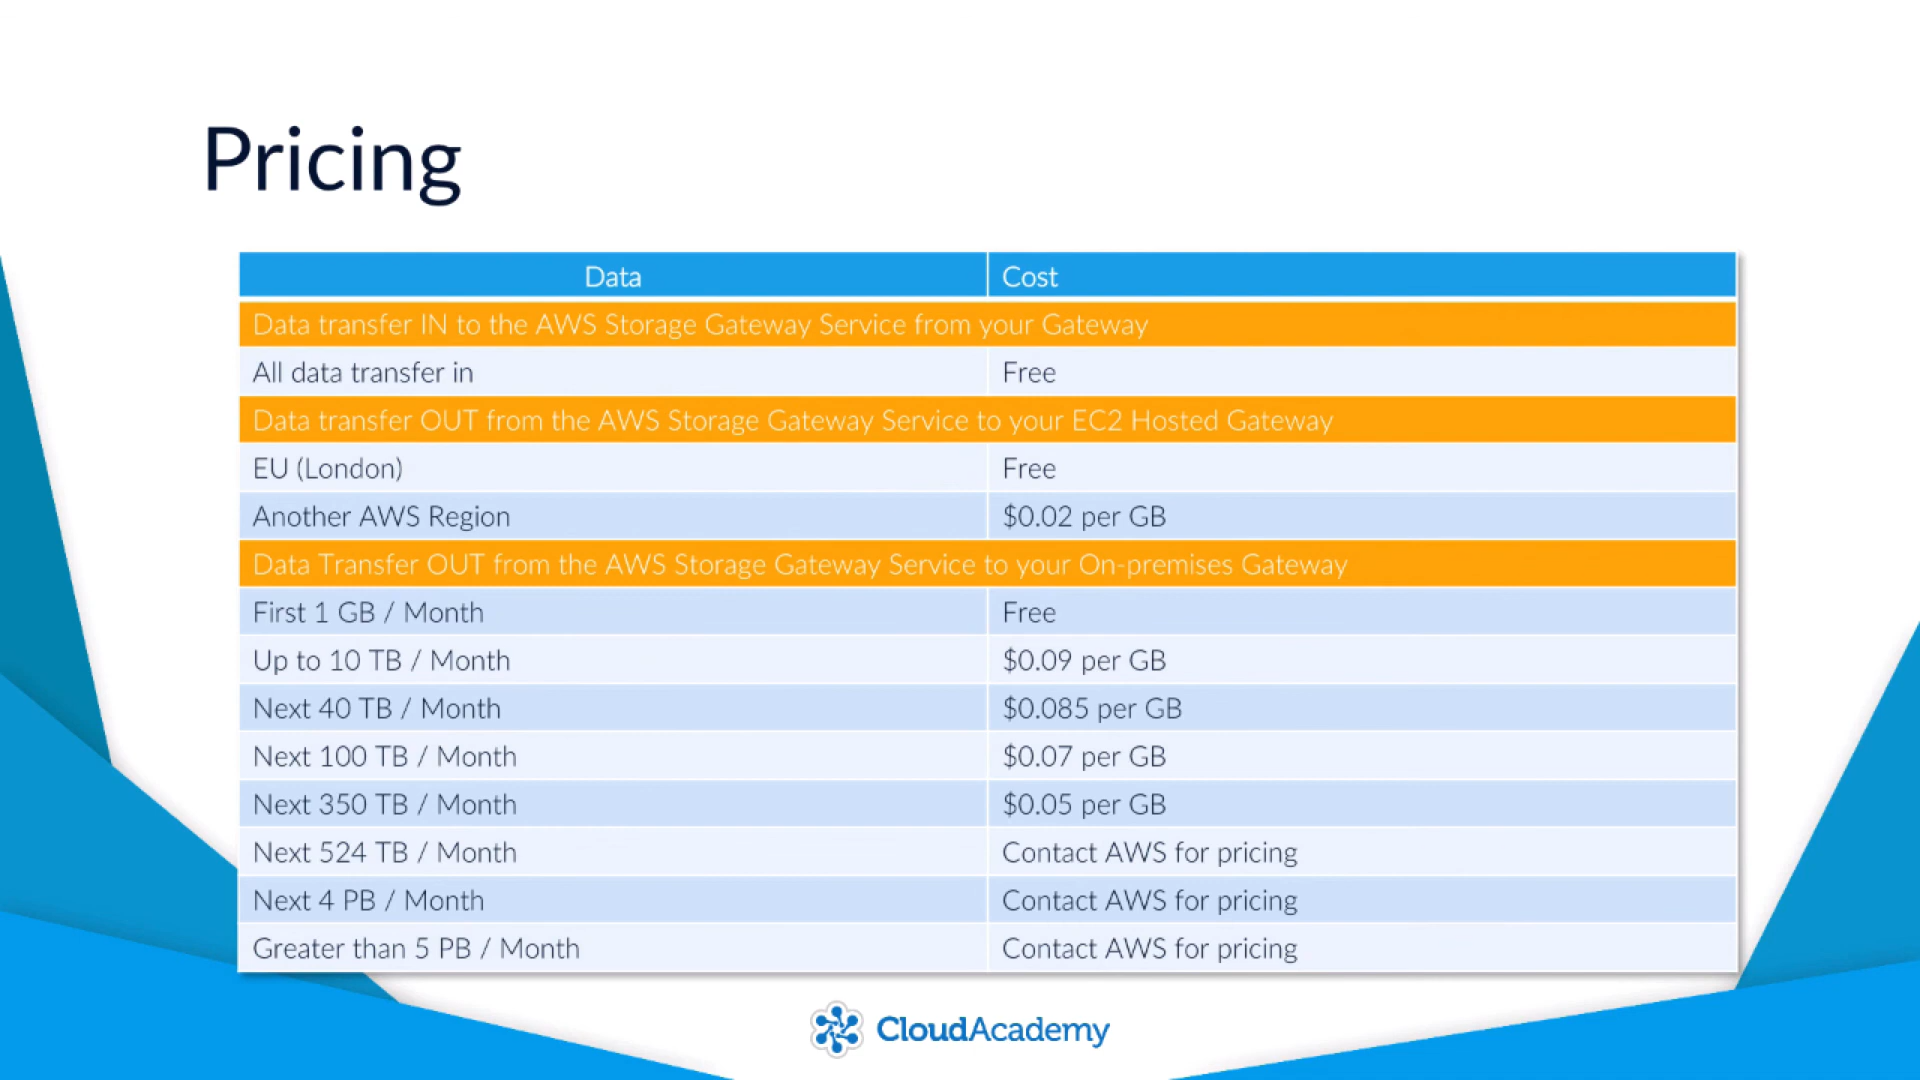 Pricing
Data Cost
Data transfer IN to the AWS Storage Gateway Service from your Gateway
All data transfer in Free
Data transfer OUT from the AWS Storage Gateway Service to your EC2 Hosted Gateway
EU (London) Free
Another AWS Region $0.02 per GB
Data Transfer OUT from the AWS Storage Gateway Service to your On-premises Gateway
First 1 GB / Month Free
Up to 10 TB / Month $0.09 per GB
Next 40 TB / Month $0.085 per GB
Next 100 TB / Month $0.07 per GB
Next 350 TB / Month $0.05 per GB
Next 524 TB / Month Contact AWS for pricing
Next 4 PB / Month Contact AWS for pricing
Greater than 5 PB / Month Contact AWS for pricing
CloudAcademy